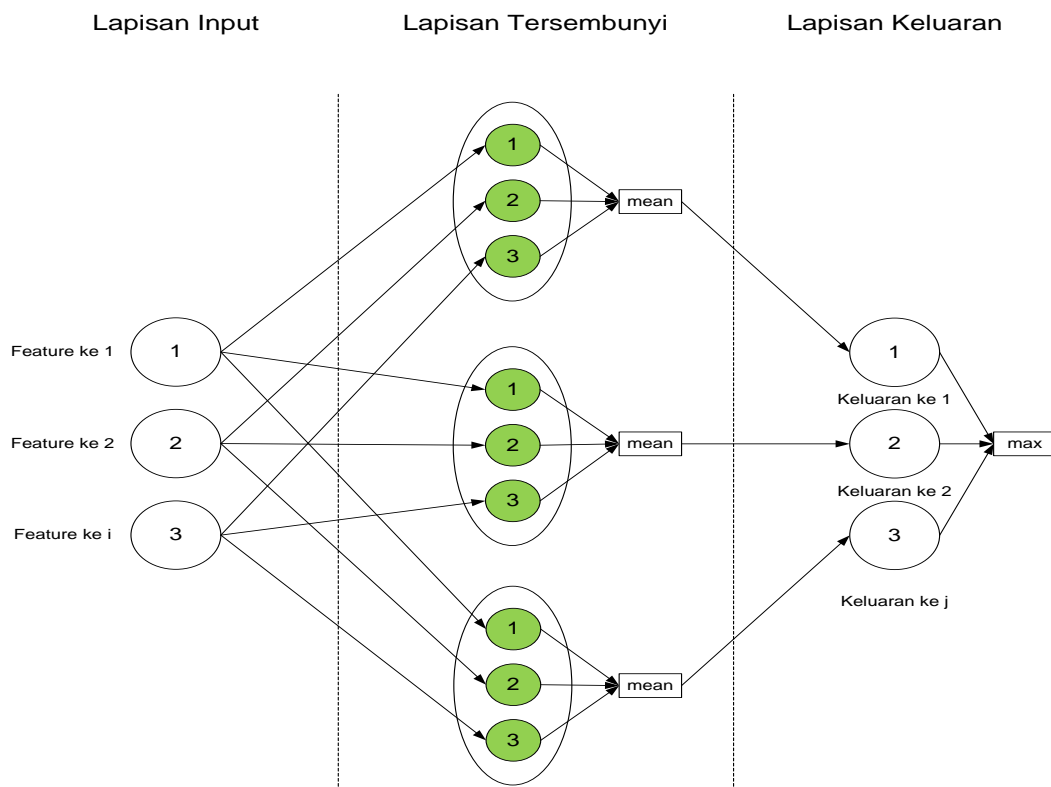 Lapisan Input
Lapisan Tersembunyi
Lapisan Keluaran
1
2
3
mean
Feature ke 1
1
Feature ke 2
2
Feature ke i
3
1
2
3
mean
1
2
3
mean
1
Keluaran ke 1
2
Keluaran ke 2
3
Keluaran ke j
max